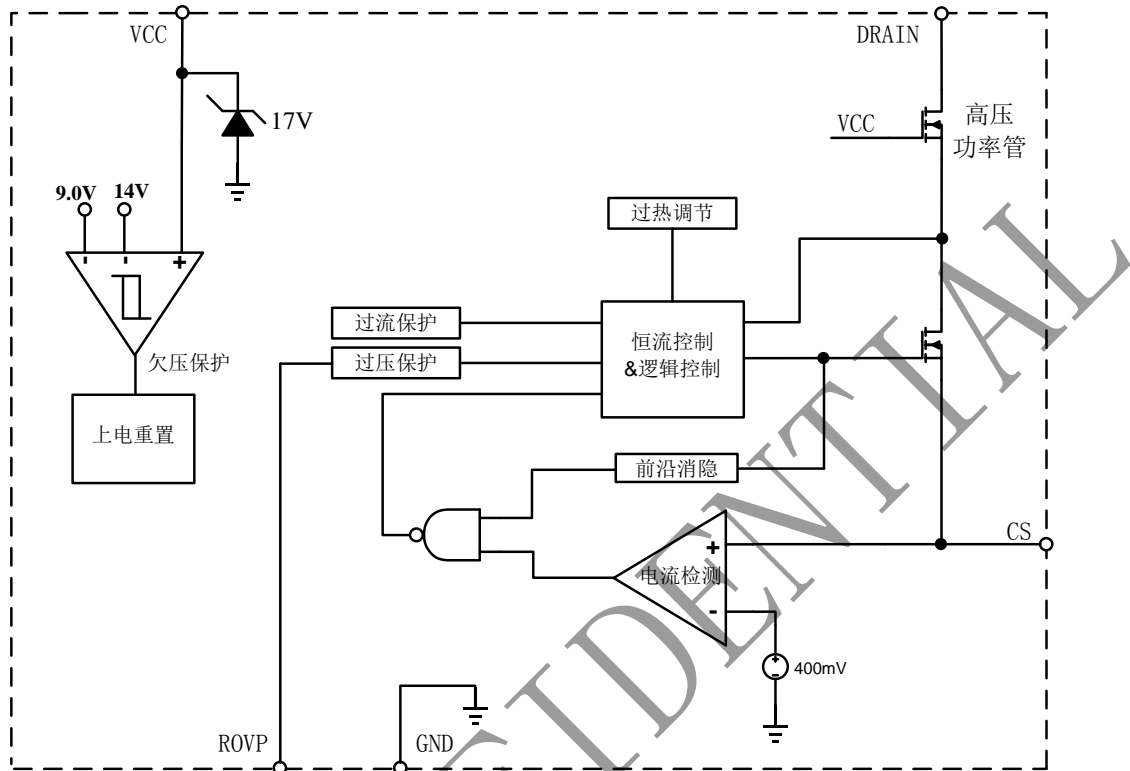 VCC
DRAIN
17V
VCC
高压
功率管
9.0V
14V
过热调节
过流保护
过压保护
恒流控制
&逻辑控制
欠压保护
上电重置
前沿消隐
CS
电流检测
400mV
ROVP
GND